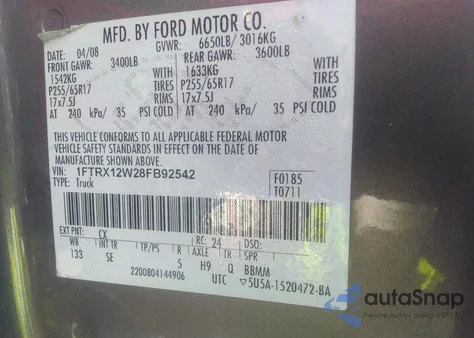 MFD. BY FORD MOTOR CO.
DATE: 04/08 GVWR: 6650LB/ 3016KG
FRONT GAWR: 3400LB REAR GAWR: 3600LB
1542KG WITH 1633KG WITH
P255/65R17 TIRES P255/65R17 TIRES
17x7.5J RIMS 17x7.5J RIMS
AT 240 kPa/ 35 PSI COLD AT 240 kPa/ 35 PSI COLD
THIS VEHICLE CONFORMS TO ALL APPLICABLE FEDERAL MOTOR
VEHICLE SAFETY STANDARDS IN EFFECT ON THE DATE OF
MANUFACTURE SHOWN ABOVE.
VIN: 1FTRX12W28FB92542
TYPE: Truck
F0185
T0711
EXT PNT: CX RC: 24 DSO:
WB INT TR TP/PS R AXLE TR SPR
133 SE 5 H9 Q BBMM
2200804144906 UTC ▽5U5A-1520472-BA
autoSnap